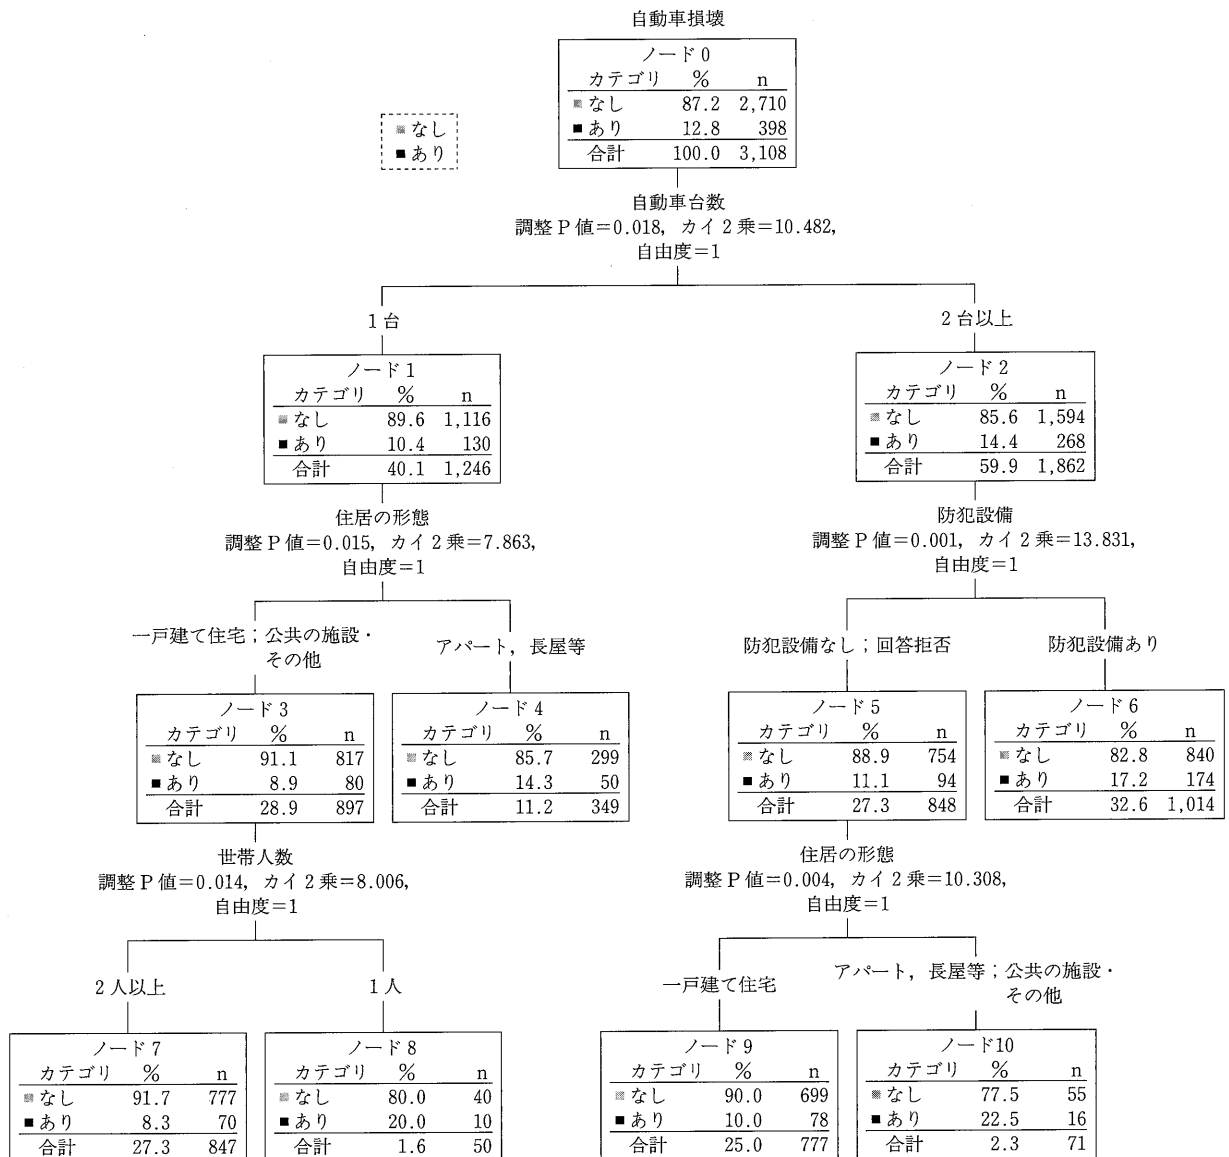 自動車損壊
ノード 0
カテゴリ % n
なし 87.2 2,710
あり 12.8 398
合計 100.0 3,108
なし
あり
自動車台数
調整 P 値=0.018, カイ 2 乗=10.482,
自由度=1
1 台
2 台以上
ノード 1
カテゴリ % n
なし 89.6 1,116
あり 10.4 130
合計 40.1 1,246
ノード 2
カテゴリ % n
なし 85.6 1,594
あり 14.4 268
合計 59.9 1,862
住居の形態
調整 P 値=0.015, カイ 2 乗=7.863,
自由度=1
防犯設備
調整 P 値=0.001, カイ 2 乗=13.831,
自由度=1
一戸建て住宅;公共の施設・
その他
アパート,長屋等
防犯設備なし;回答拒否
防犯設備あり
ノード 3
カテゴリ % n
なし 91.1 817
あり 8.9 80
合計 28.9 897
ノード 4
カテゴリ % n
なし 85.7 299
あり 14.3 50
合計 11.2 349
ノード 5
カテゴリ % n
なし 88.9 754
あり 11.1 94
合計 27.3 848
ノード 6
カテゴリ % n
なし 82.8 840
あり 17.2 174
合計 32.6 1,014
世帯人数
調整 P 値=0.014, カイ 2 乗=8.006,
自由度=1
住居の形態
調整 P 値=0.004, カイ 2 乗=10.308,
自由度=1
2 人以上
1 人
一戸建て住宅
アパート,長屋等;公共の施設・
その他
ノード 7
カテゴリ % n
なし 91.7 777
あり 8.3 70
合計 27.3 847
ノード 8
カテゴリ % n
なし 80.0 40
あり 20.0 10
合計 1.6 50
ノード 9
カテゴリ % n
なし 90.0 699
あり 10.0 78
合計 25.0 777
ノード10
カテゴリ % n
なし 77.5 55
あり 22.5 16
合計 2.3 71